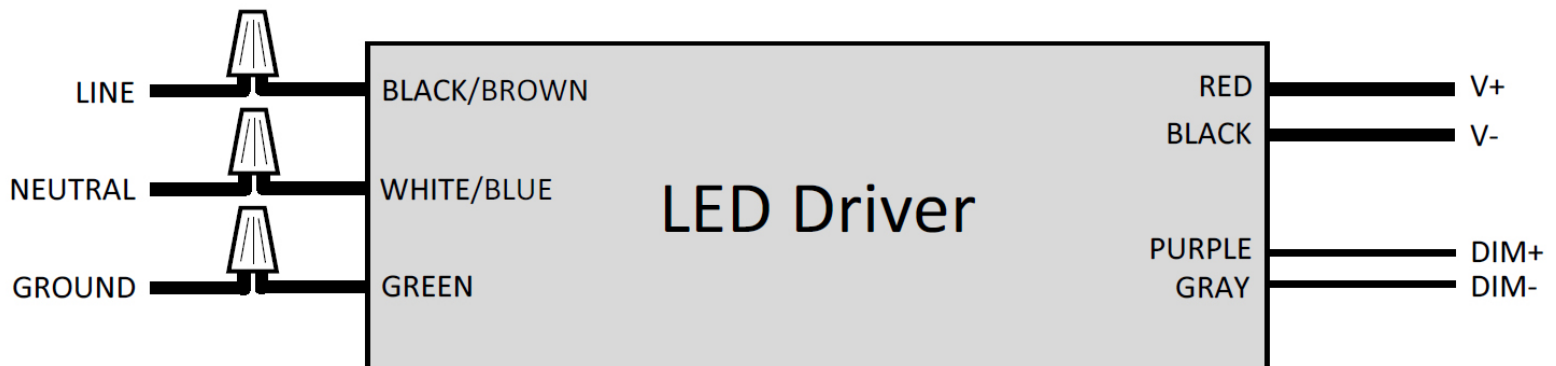 LINE
NEUTRAL
GROUND
BLACK/BROWN
WHITE/BLUE
GREEN
LED Driver
RED
BLACK
PURPLE
GRAY
V+
V-
DIM+
DIM-